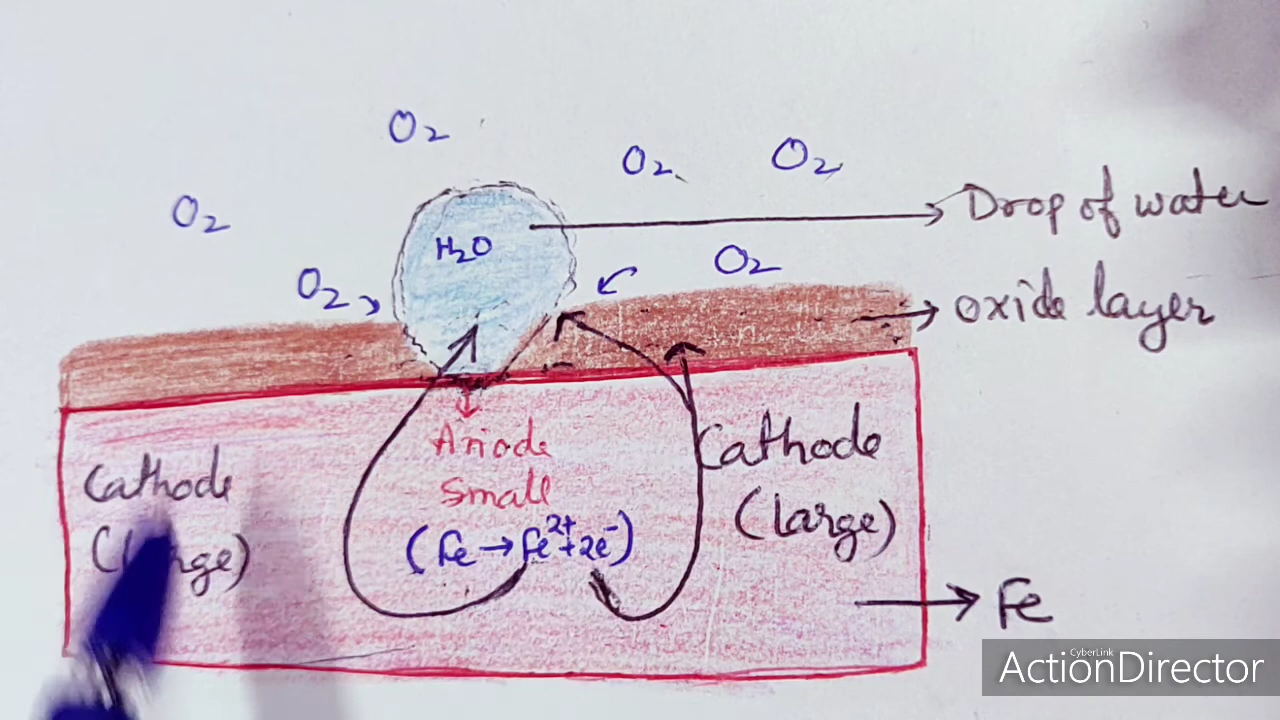 O2
O2
O2
O2
O2
O2
H2O
Drop of water
oxide layer
Anode
Small
(Fe → Fe2+ + 2e-)
Cathode
(large)
Cathode
(large)
Fe
CyberLink
ActionDirector